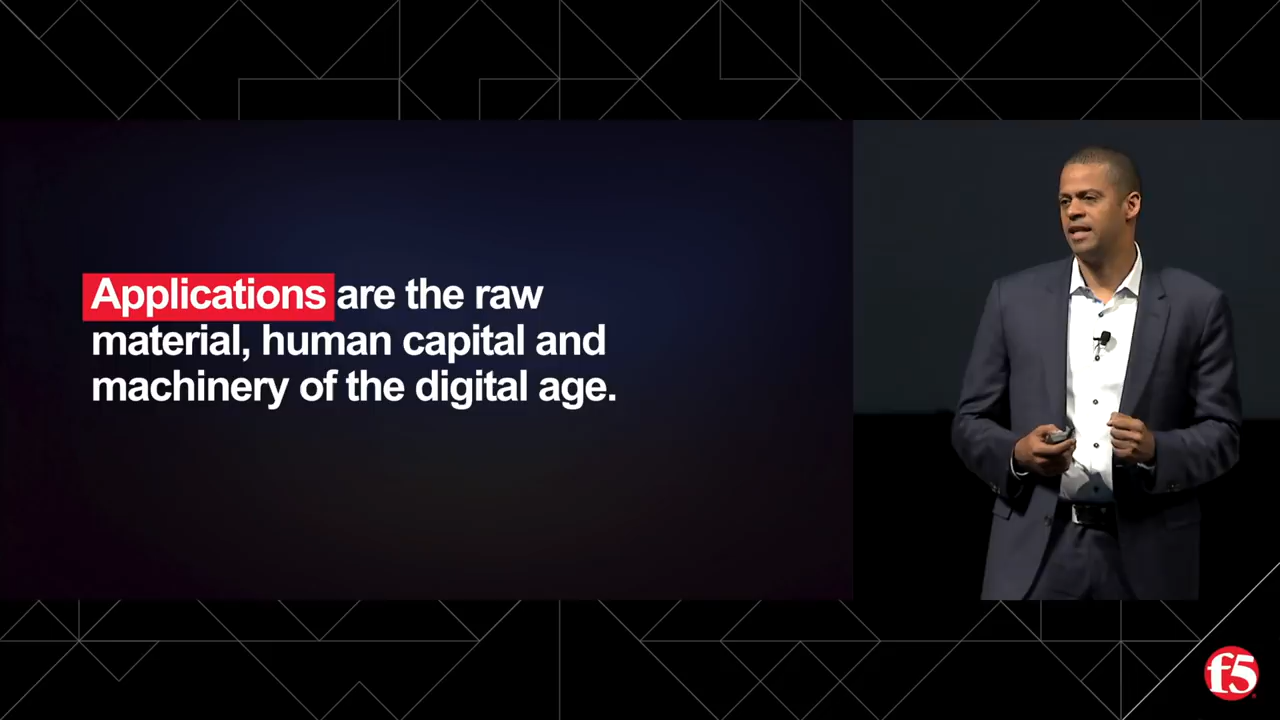 Applications are the raw
material, human capital and
machinery of the digital age.
f5